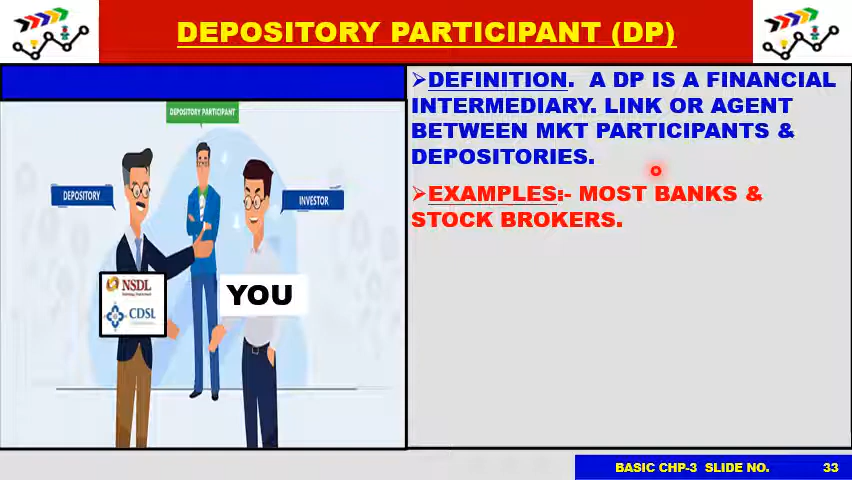 DEPOSITORY PARTICIPANT (DP)
DEPOSITORY PARTICIPANT
DEPOSITORY
INVESTOR
NSDL
CDSL
YOU
➢DEFINITION. A DP IS A FINANCIAL
INTERMEDIARY. LINK OR AGENT
BETWEEN MKT PARTICIPANTS &
DEPOSITORIES.
➢EXAMPLES:- MOST BANKS &
STOCK BROKERS.
BASIC CHP-3 SLIDE NO. 33